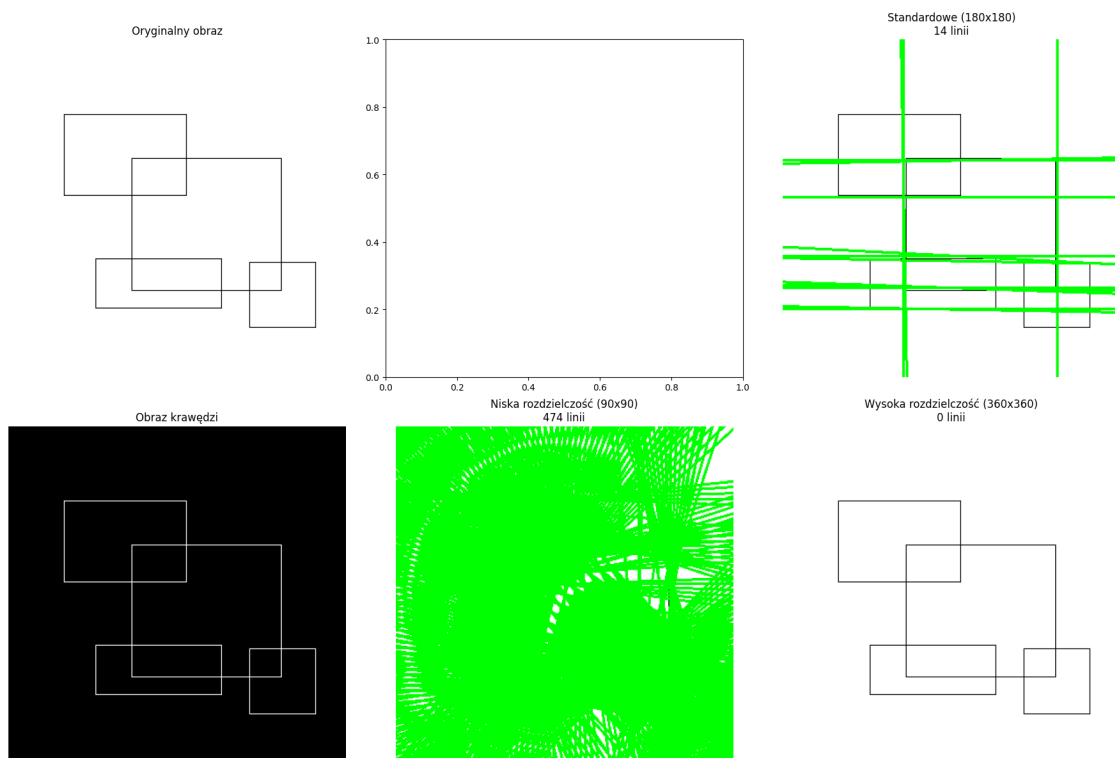 Oryginalny obraz
Standardowe (180x180)
14 linii
1.0
0.8
0.6
0.4
0.2
0.0
0.0 0.2 0.4 0.6 0.8 1.0
Obraz krawędzi
Niska rozdzielczość (90x90)
474 linii
Wysoka rozdzielczość (360x360)
0 linii